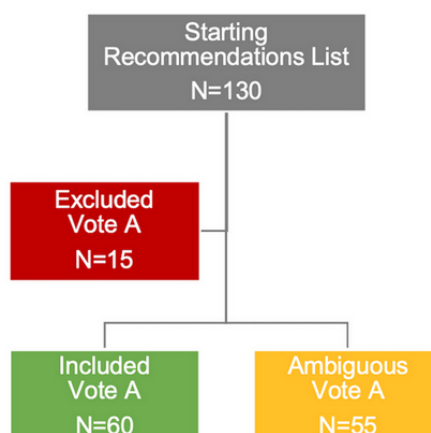 Starting
Recommendations List
N=130
Excluded
Vote A
N=15
Included
Vote A
N=60
Ambiguous
Vote A
N=55